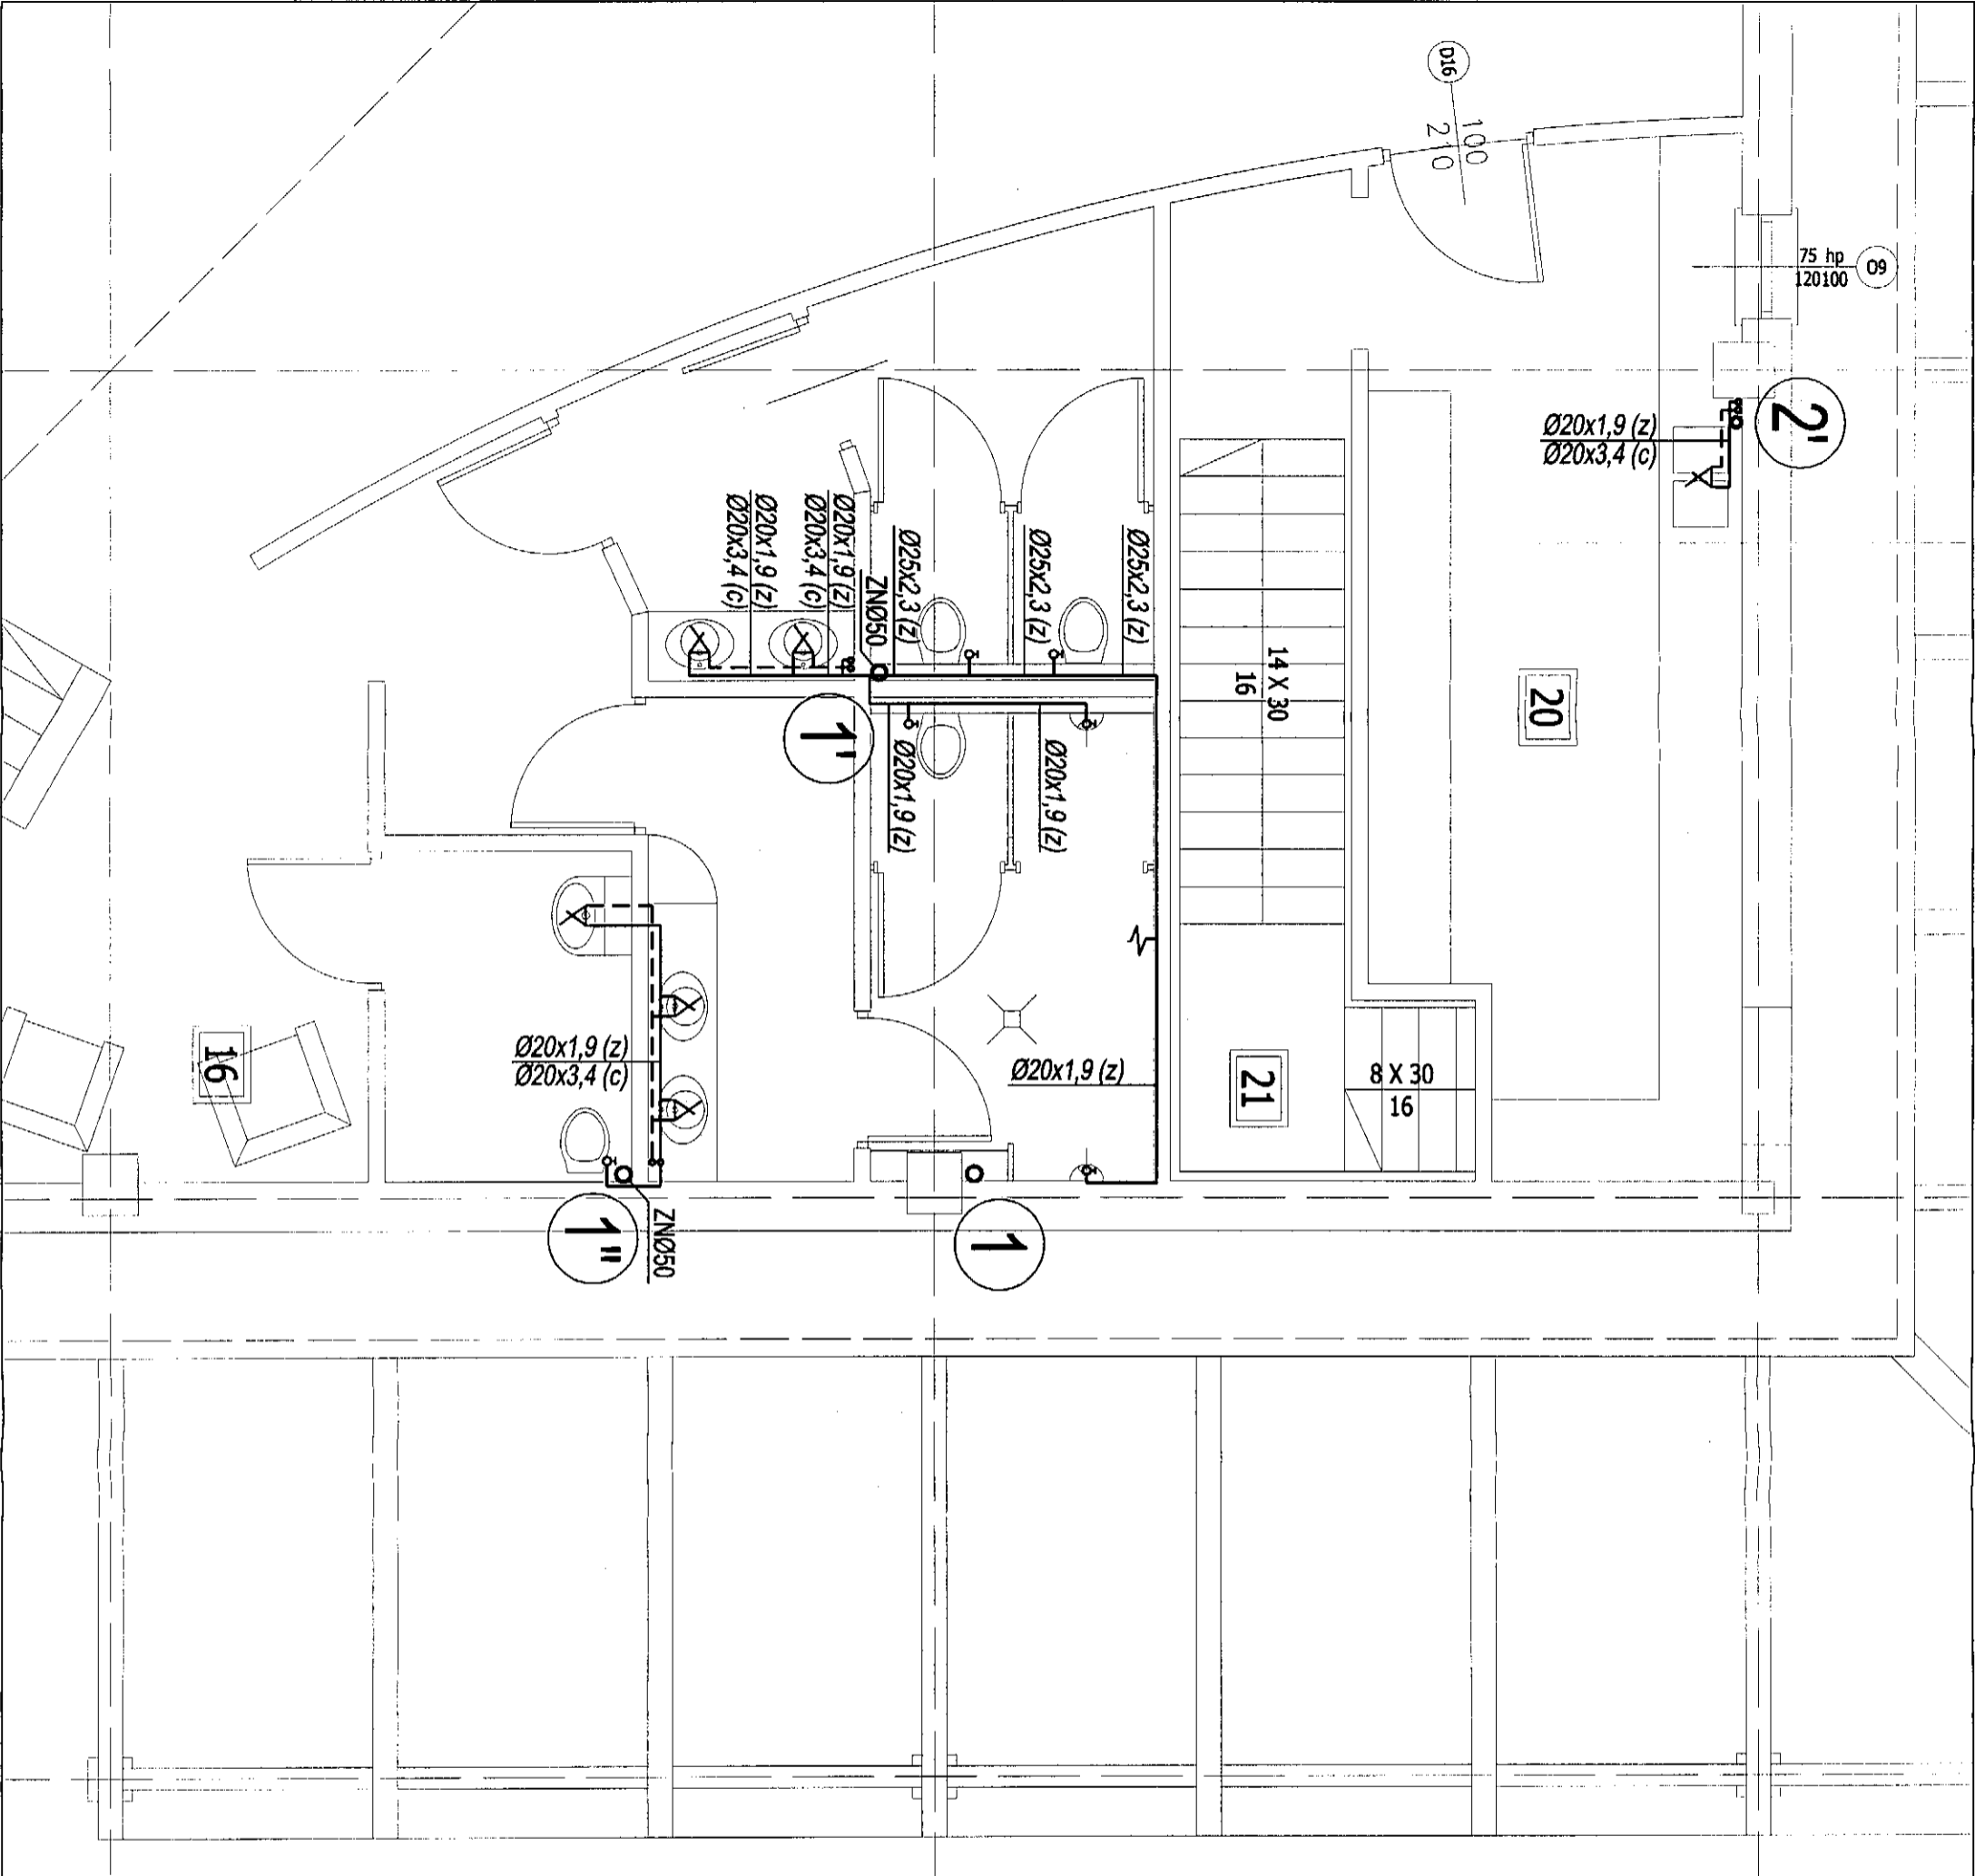 D16
100
210
75 hp
120100
O9
2'
Ø20x1,9 (z)
Ø20x3,4 (c)
Ø20x1,9 (z)
Ø20x3,4 (c)
Ø20x1,9 (z)
Ø20x3,4 (c)
ZNØ50
Ø25x2,3 (z)
Ø25x2,3 (z)
Ø25x2,3 (z)
14 X 30
16
20
1'
Ø20x1,9 (z)
Ø20x1,9 (z)
16
Ø20x1,9 (z)
Ø20x3,4 (c)
Ø20x1,9 (z)
21
8 X 30
16
1"
ZNØ50
1